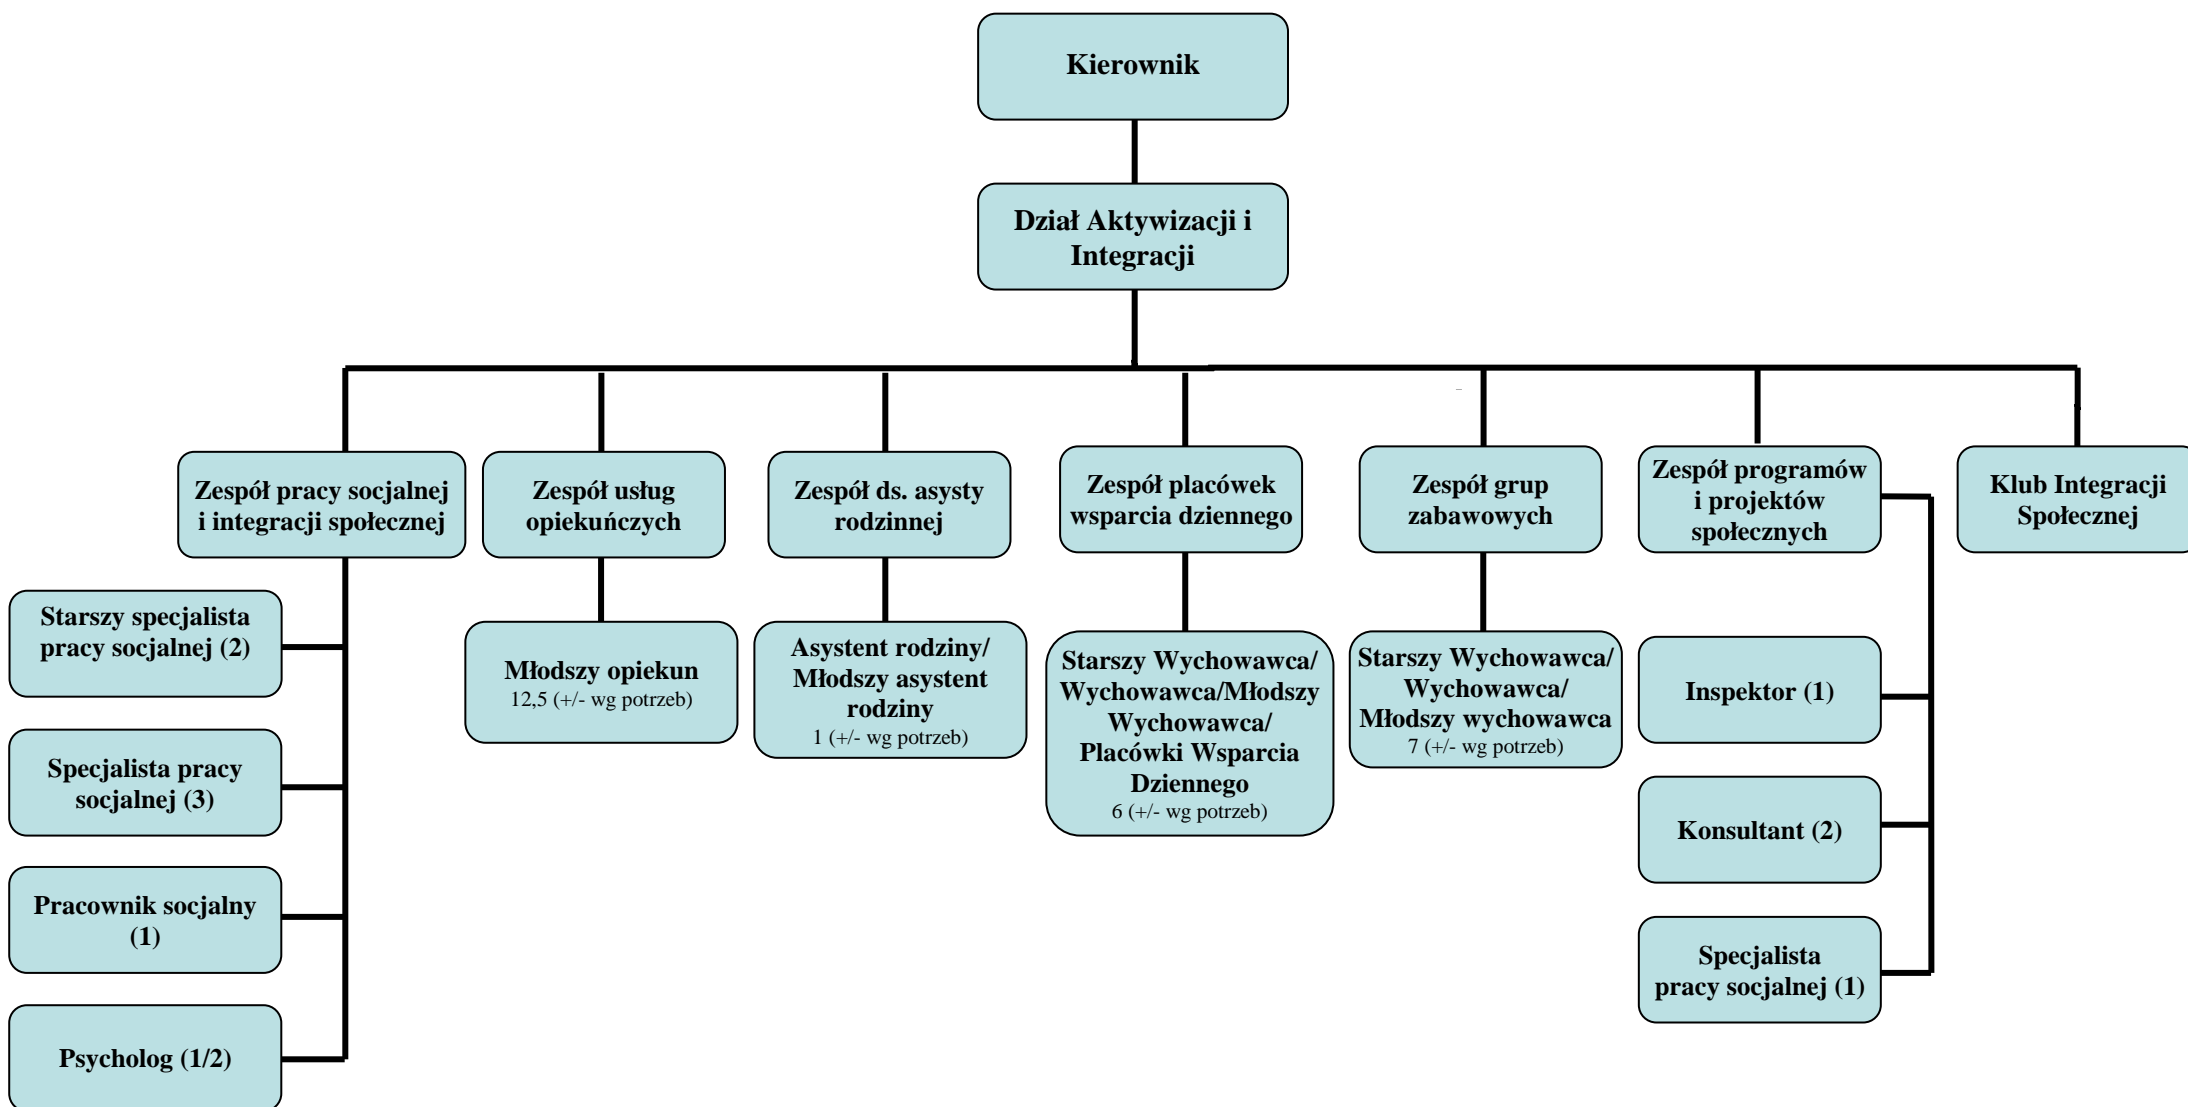 Kierownik
Dział Aktywizacji i
Integracji
Zespół pracy socjalnej
i integracji społecznej
Zespół usług
opiekuńczych
Zespół ds. asysty
rodzinnej
Zespół placówek
wsparcia dziennego
Zespół grup
zabawowych
Zespół programów
i projektów
społecznych
Klub Integracji
Społecznej
Starszy specjalista
pracy socjalnej (2)
Specjalista pracy
socjalnej (3)
Pracownik socjalny
(1)
Psycholog (1/2)
Młodszy opiekun
12,5 (+/- wg potrzeb)
Asystent rodziny/
Młodszy asystent
rodziny
1 (+/- wg potrzeb)
Starszy Wychowawca/
Wychowawca/Młodszy
Wychowawca/
Placówki Wsparcia
Dziennego
6 (+/- wg potrzeb)
Starszy Wychowawca/
Wychowawca/
Młodszy wychowawca
7 (+/- wg potrzeb)
Inspektor (1)
Konsultant (2)
Specjalista
pracy socjalnej (1)